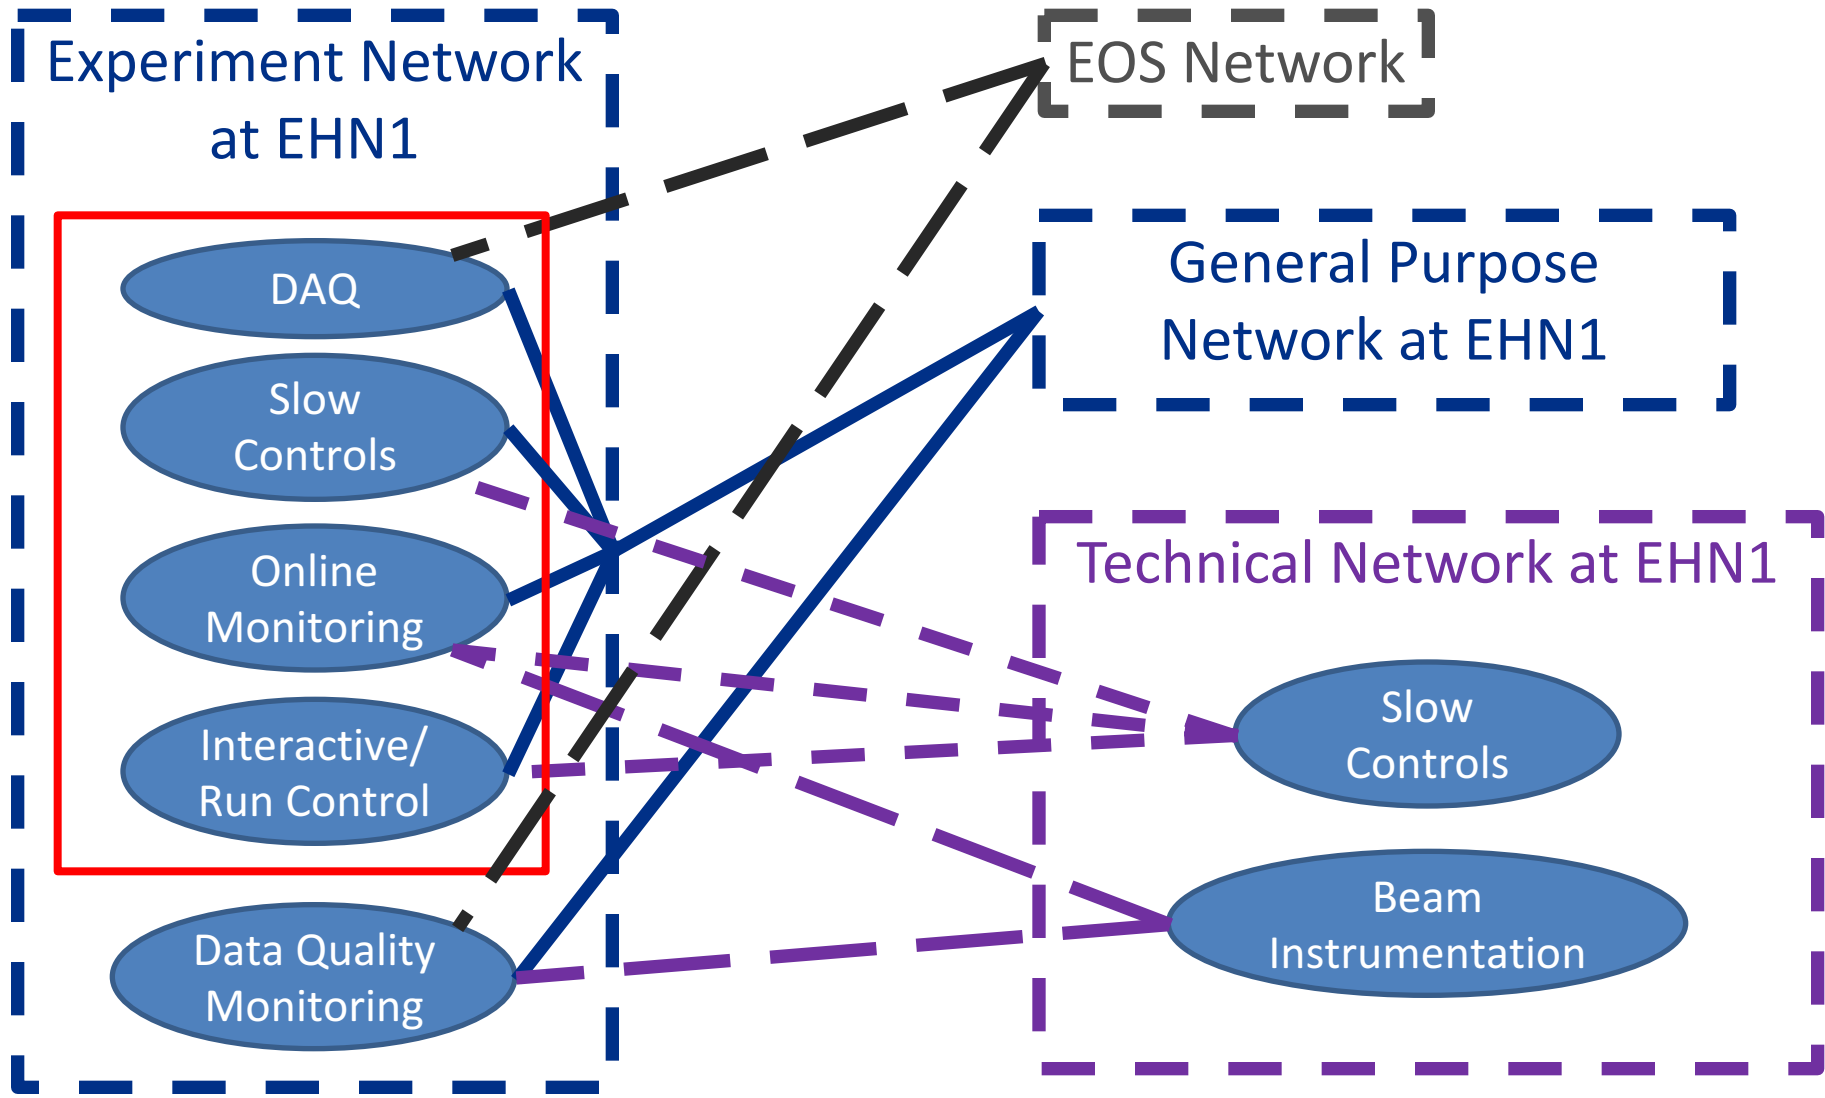 Experiment Network
at EHN1
DAQ
Slow
Controls
Online
Monitoring
Interactive/
Run Control
Data Quality
Monitoring
EOS Network
General Purpose
Network at EHN1
Technical Network at EHN1
Slow
Controls
Beam
Instrumentation